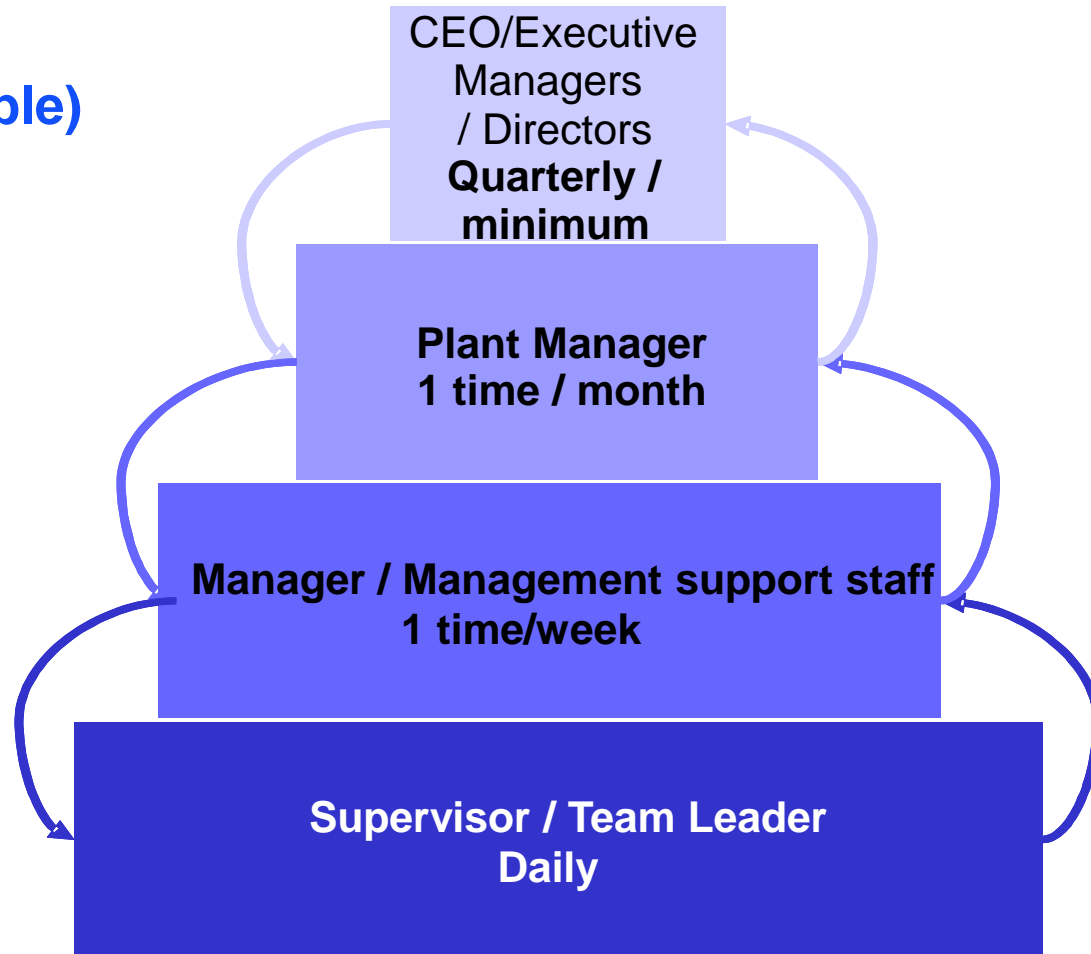 ple)
CEO/Executive
Managers
/ Directors
Quarterly /
minimum
Plant Manager
1 time / month
Manager / Management support staff
1 time/week
Supervisor / Team Leader
Daily